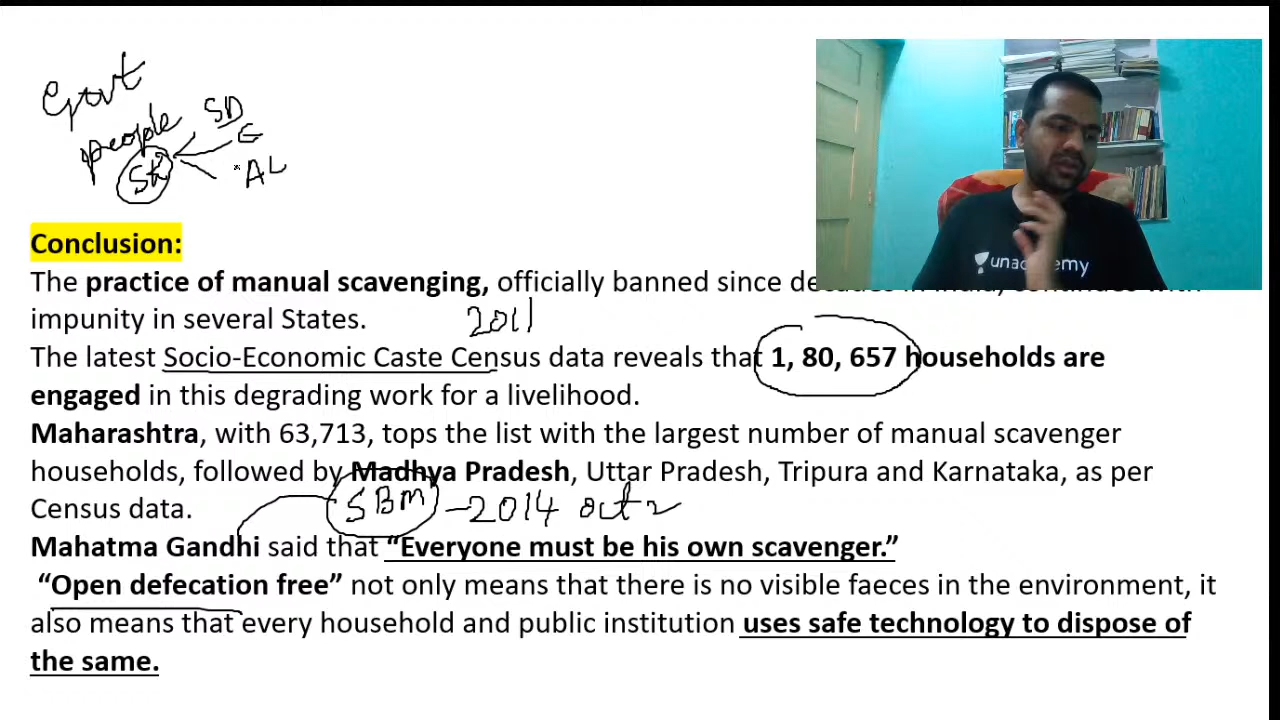 Govt
people
SD
E
AL
Conclusion:
The practice of manual scavenging, officially banned since decades in India, continues with
impunity in several States.
2011
The latest Socio-Economic Caste Census data reveals that 1, 80, 657 households are
engaged in this degrading work for a livelihood.
Maharashtra, with 63,713, tops the list with the largest number of manual scavenger
households, followed by Madhya Pradesh, Uttar Pradesh, Tripura and Karnataka, as per
Census data.
SBM - 2014 oct 2
Mahatma Gandhi said that “Everyone must be his own scavenger.”
“Open defecation free” not only means that there is no visible faeces in the environment, it
also means that every household and public institution uses safe technology to dispose of
the same.
unacademy